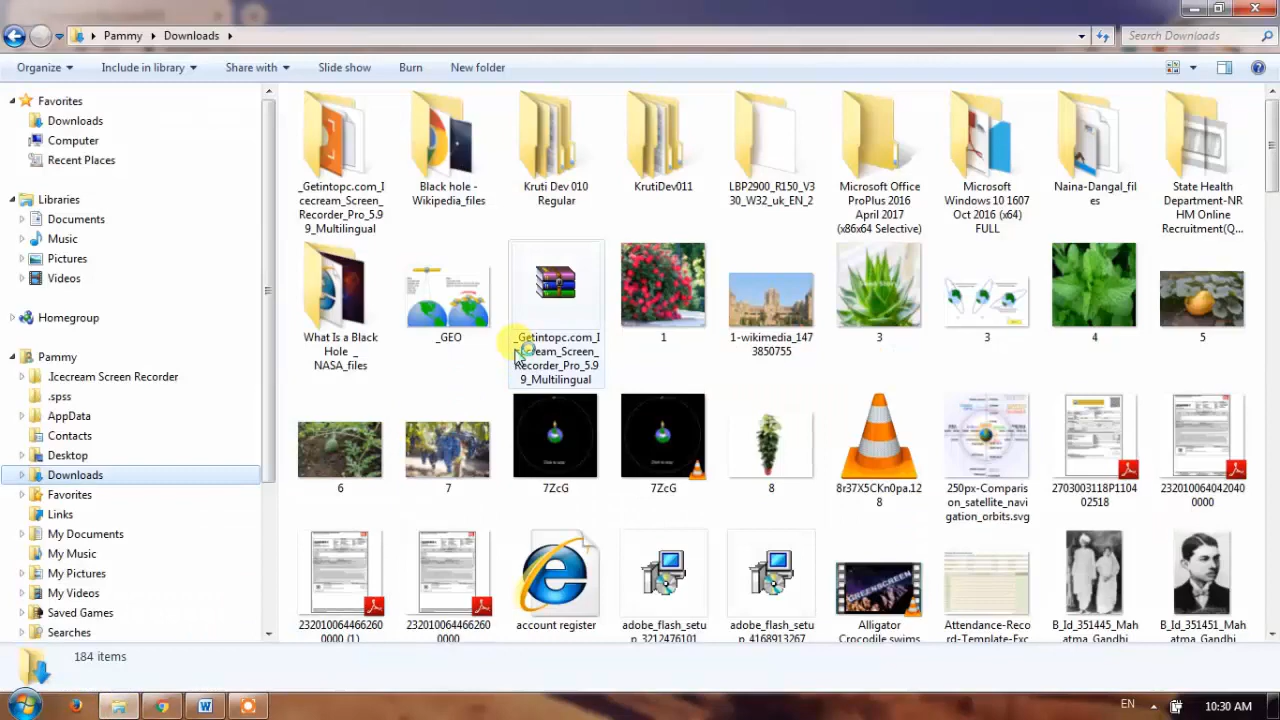 Pammy Downloads
Search Downloads
Organize Include in library Share with Slide show Burn New folder
Favorites
Downloads
Computer
Recent Places
Libraries
Documents
Music
Pictures
Videos
Homegroup
Pammy
.Icecream Screen Recorder
.spss
AppData
Contacts
Desktop
Downloads
Favorites
Links
My Documents
My Music
My Pictures
My Videos
Saved Games
Searches
_Getintopc.com_I
cecream_Screen_
Recorder_Pro_5.9
9_Multilingual
Black hole -
Wikipedia_files
Kruti Dev 010
Regular
KrutiDev011
LBP2900_R150_V3
30_W32_uk_EN_2
Microsoft Office
ProPlus 2016
April 2017
(x86x64 Selective)
Microsoft
Windows 10 1607
Oct 2016 (x64)
FULL
Naina-Dangal_fil
es
State Health
Department-NR
HM Online
Recruitment(Q...
What Is a Black
Hole _
NASA_files
_GEO
_Getintopc.com_I
cecream_Screen_
Recorder_Pro_5.9
9_Multilingual
1
1-wikimedia_147
3850755
3
3
4
5
6
7
7ZcG
7ZcG
8
8r37X5CKn0pa.12
8
250px-Comparis
on_satellite_navi
gation_orbits.svg
2703003118P1104
02518
232010064042040
0000
232010064466260
0000 (1)
232010064466260
0000
account register
adobe_flash_setu
p_3212476101
adobe_flash_setu
p_4168913267
GREENSCREEN
Alligator
Crocodile swims
Attendance-Reco
rd-Template-Exc
B_Id_351445_Mah
atma_Gandhi
B_Id_351451_Mah
atma_Gandhi
184 items
EN
10:30 AM